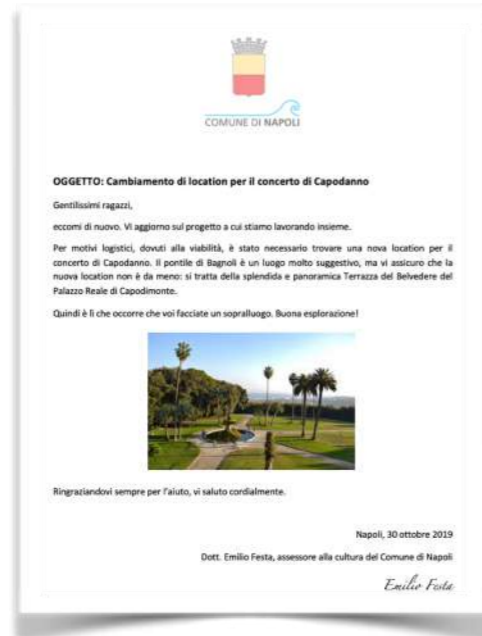 COMUNE DI NAPOLI
OGGETTO: Cambiamento di location per il concerto di Capodanno
Gentilissimi ragazzi,
eccomi di nuovo. Vi aggiorno sul progetto a cui stiamo lavorando insieme.
Per motivi logistici, dovuti alla viabilità, è stato necessario trovare una nova location per il
concerto di Capodanno. Il pontile di Bagnoli è un luogo molto suggestivo, ma vi assicuro che la
nuova location non è da meno: si tratta della splendida e panoramica Terrazza del Belvedere del
Palazzo Reale di Capodimonte.
Quindi è lì che occorre che voi facciate un sopralluogo. Buona esplorazione!
Ringraziandovi sempre per l'aiuto, vi saluto cordialmente.
Napoli, 30 ottobre 2019
Dott. Emilio Festa, assessore alla cultura del Comune di Napoli
Emilio Festa